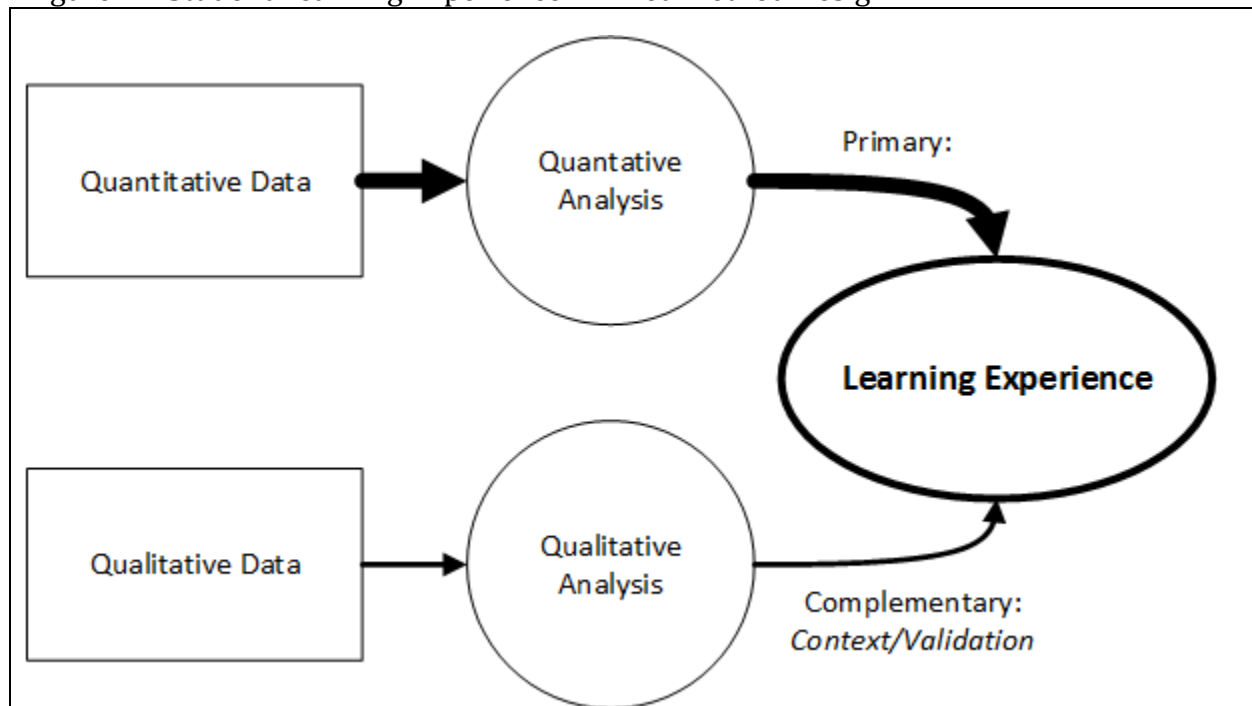 Quantitative Data
Quantative
Analysis
Primary:
Learning Experience
Qualitative Data
Qualitative
Analysis
Complementary:
Context/Validation